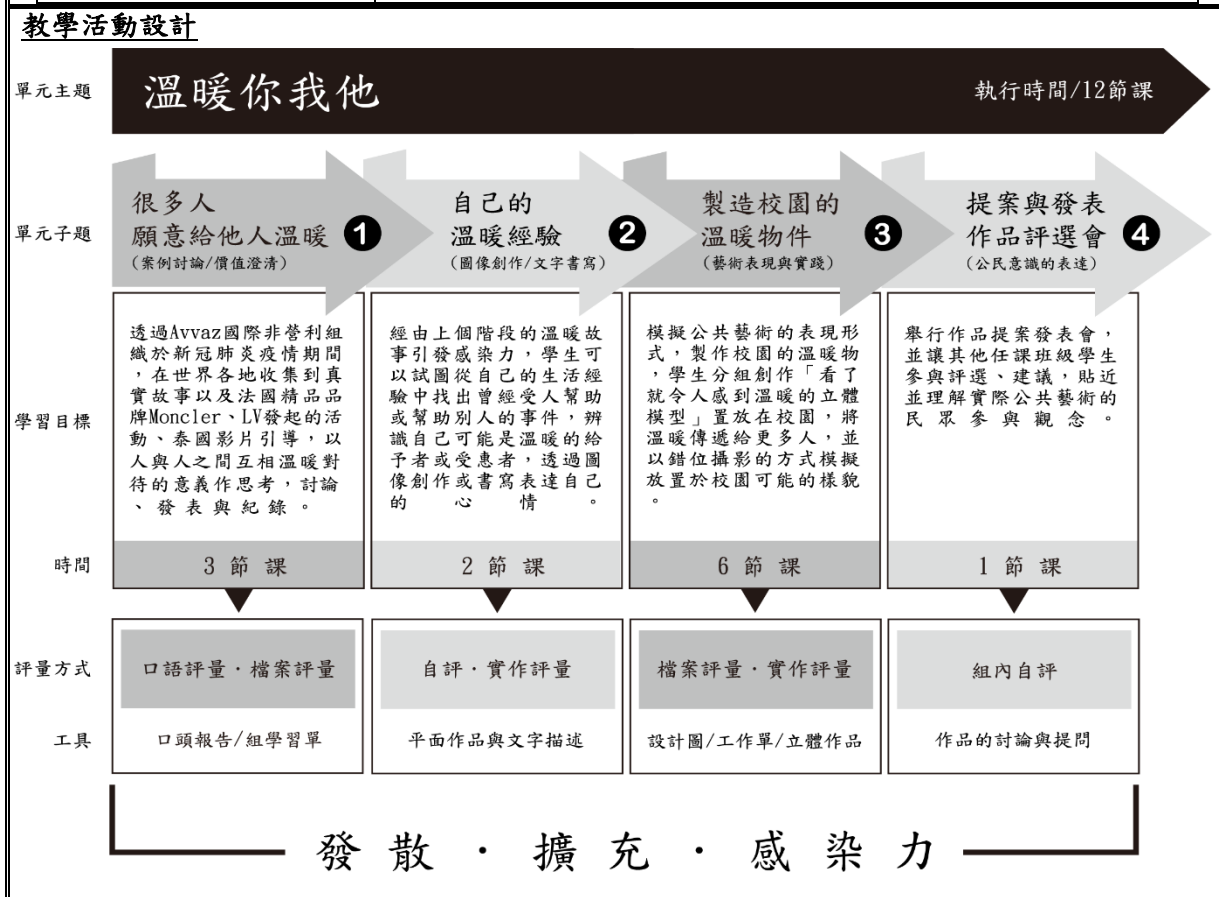 教學活動設計
單元主題
溫暖你我他
執行時間/12節課
單元子題
很多人
願意給他人溫暖
(案例討論/價值澄清)
❶
自己的
溫暖經驗
(圖像創作/文字書寫)
❷
製造校園的
溫暖物件
(藝術表現與實踐)
❸
提案與發表
作品評選會
(公民意識的表達)
❹
學習目標
透過Avvaz國際非營利組
織於新冠肺炎疫情期間
，在世界各地收集到真
實故事以及法國精品品
牌Moncler、LV發起的活
動、泰國影片引導，以
人與人之間互相溫暖對
待的意義作思考，討論
、發表與紀錄。
經由上個階段的溫暖故
事引發感染力，學生可
以試圖從自己的生活經
驗中找出曾經受人幫助
或幫助別人的事件，辨
識自己可能是溫暖的給
予者或受惠者，透過圖
像創作或書寫表達自己
的心情。
模擬公共藝術的表現形
式，製作校園的溫暖物
，學生分組創作「看了
就令人感到溫暖的立體
模型」置放在校園，將
溫暖傳遞給更多人，並
以錯位攝影的方式模擬
放置於校園可能的樣貌
。
舉行作品提案發表會，
並讓其他任課班級學生
參與評選、建議，貼近
並理解實際公共藝術的
民眾參與觀念。
時間
3節課
2節課
6節課
1節課
評量方式
口語評量·檔案評量
自評·實作評量
檔案評量·實作評量
組內自評
工具
口頭報告/組學習單
平面作品與文字描述
設計圖/工作單/立體作品
作品的討論與提問
發散·擴充·感染力